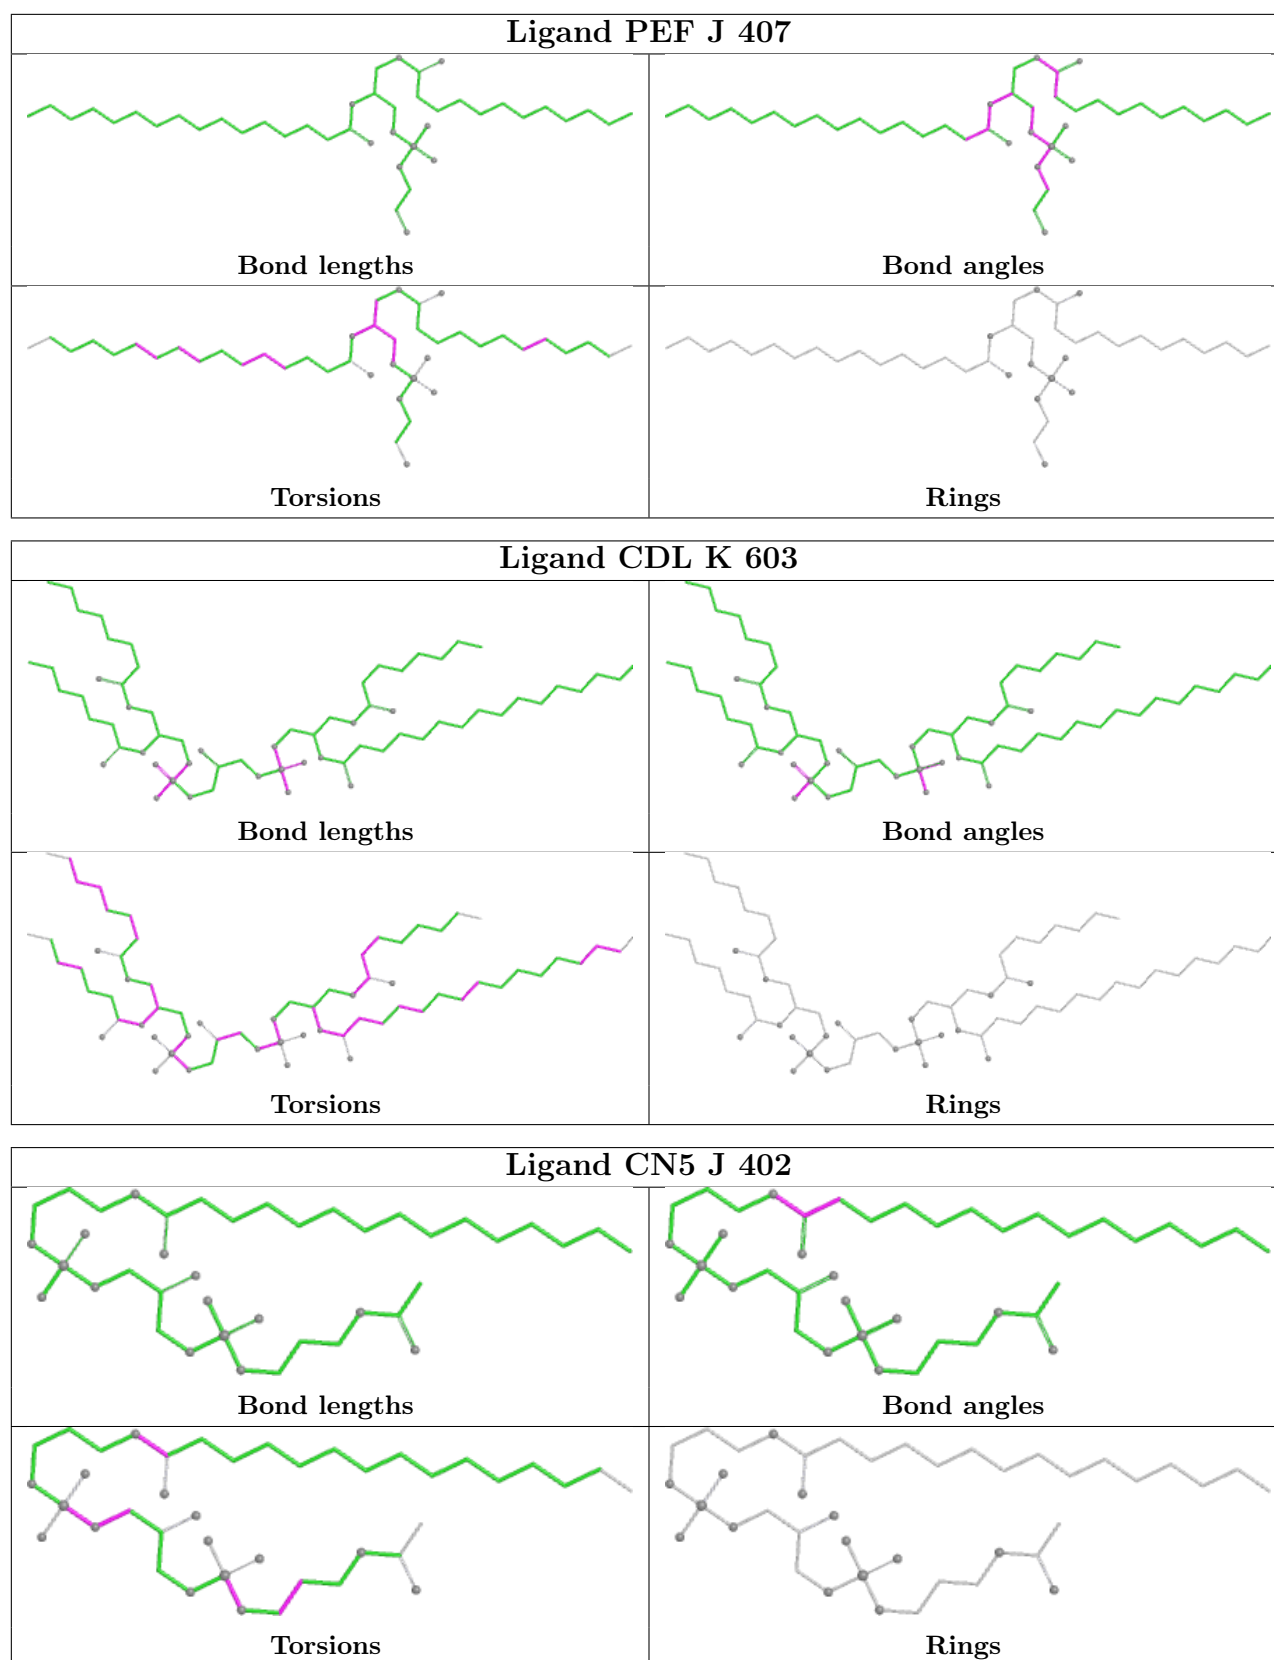 Ligand PEF J 407
Bond lengths
Bond angles
Torsions
Rings
Ligand CDL K 603
Bond lengths
Bond angles
Torsions
Rings
Ligand CN5 J 402
Bond lengths
Bond angles
Torsions
Rings